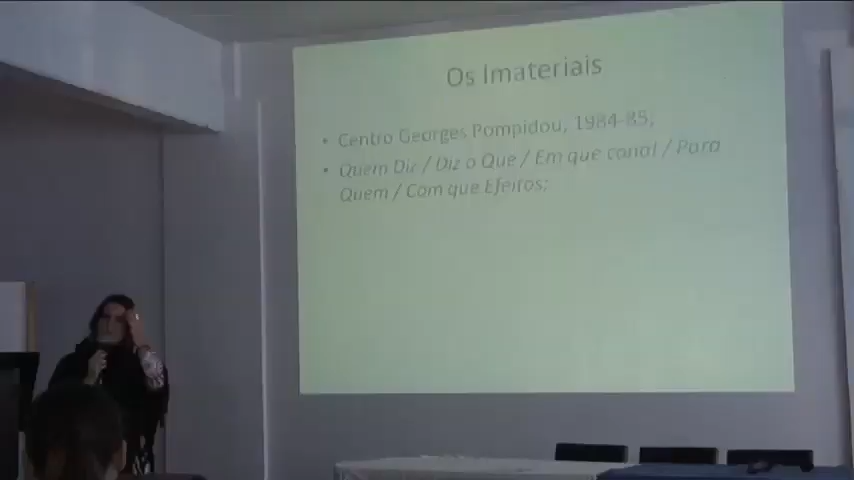 Os Imateriais
• Centro Georges Pompidou, 1984-85;
• Quem Diz / Diz o Que / Em que canal / Para
Quem / Com que Efeitos;